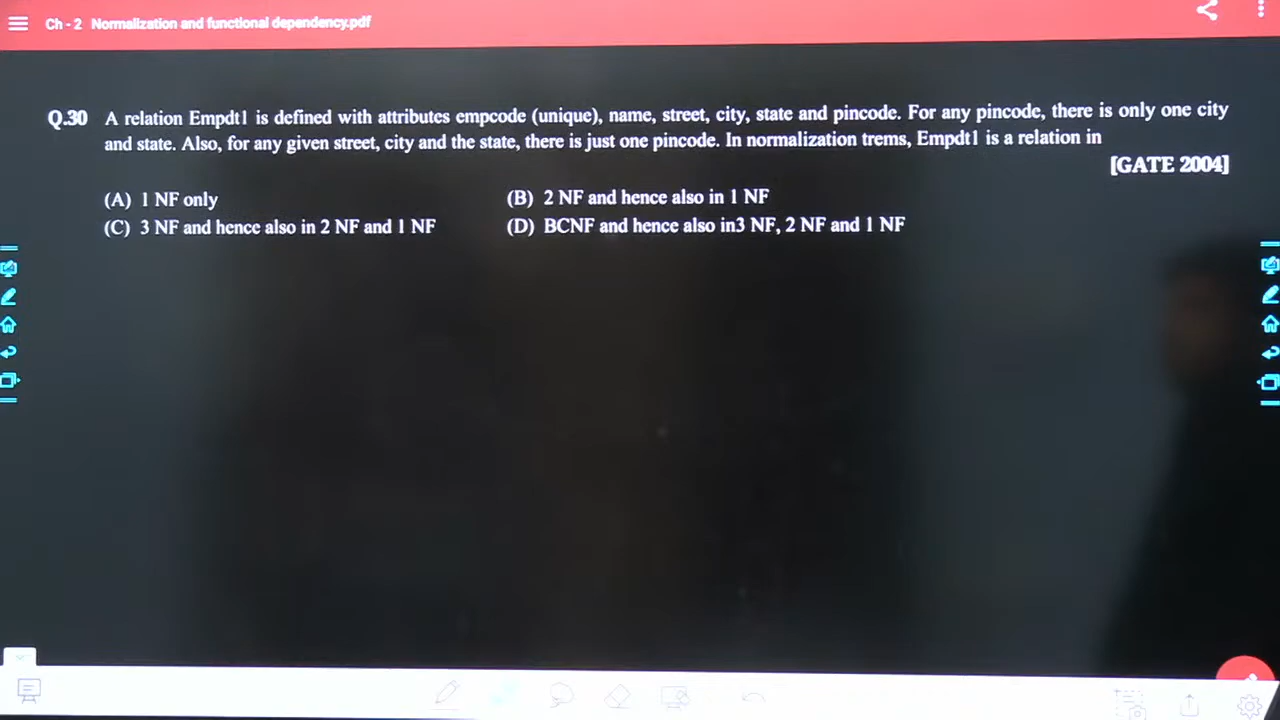 Ch - 2 Normalization and functional dependency.pdf
Q.30 A relation Empdt1 is defined with attributes empcode (unique), name, street, city, state and pincode. For any pincode, there is only one city
and state. Also, for any given street, city and the state, there is just one pincode. In normalization trems, Empdt1 is a relation in
[GATE 2004]
(A) 1 NF only (B) 2 NF and hence also in 1 NF
(C) 3 NF and hence also in 2 NF and 1 NF (D) BCNF and hence also in3 NF, 2 NF and 1 NF